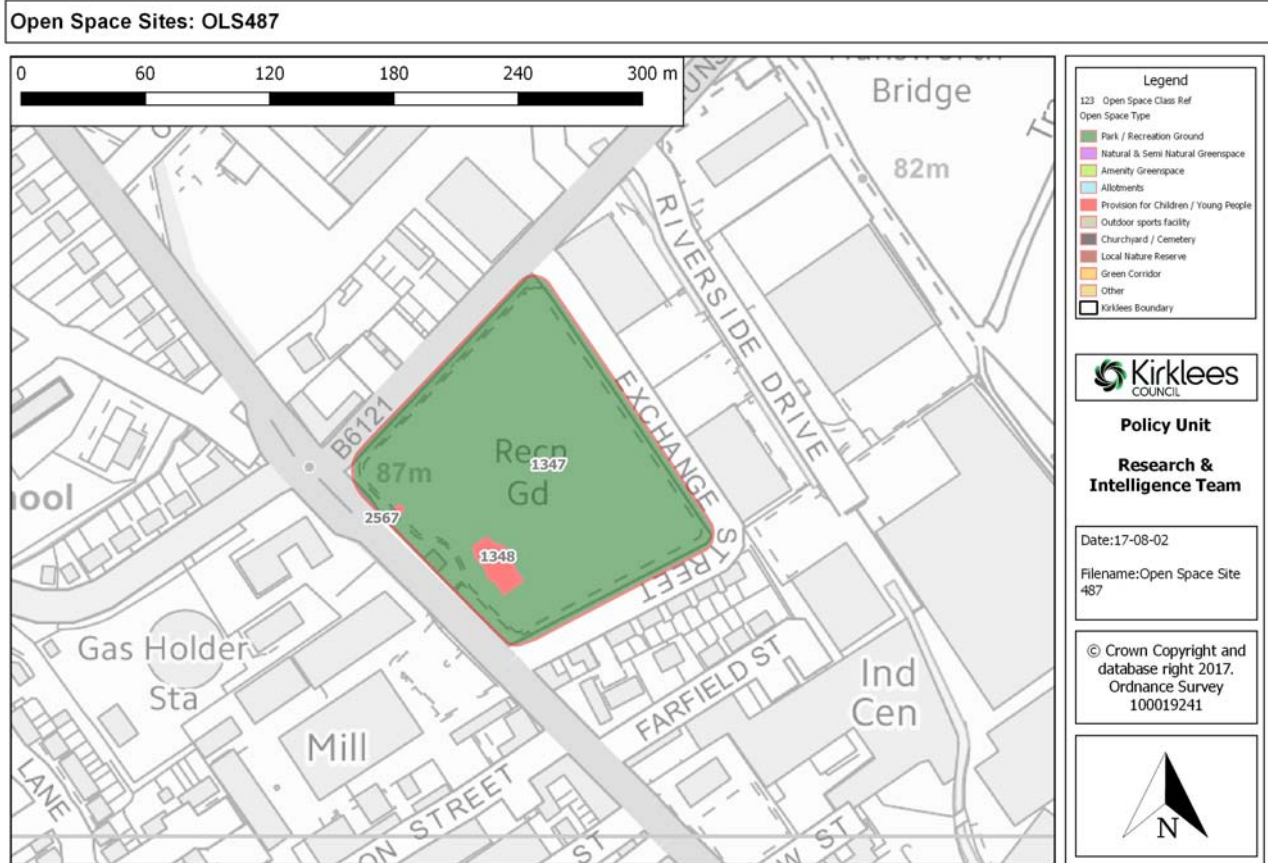 Open Space Sites: OLS487
0 60 120 180 240 300 m
Bridge
82m
RIVERSIDE DRIVE
B6121
EXCHANGE STREET
87m
Recn
Gd
1347
2567
1348
Gas Holder
Sta
Mill
FARFIELD ST
Ind
Cen
LANE
ON STREET
ST
W ST
Legend
123 Open Space Class Ref
Open Space Type
Park / Recreation Ground
Natural & Semi Natural Greenspace
Amenity Greenspace
Allotments
Provision for Children / Young People
Outdoor sports facility
Churchyard / Cemetery
Local Nature Reserve
Green Corridor
Other
Kirklees Boundary
Kirklees
COUNCIL
Policy Unit
Research &
Intelligence Team
Date:17-08-02
Filename:Open Space Site
487
© Crown Copyright and
database right 2017.
Ordnance Survey
100019241
N